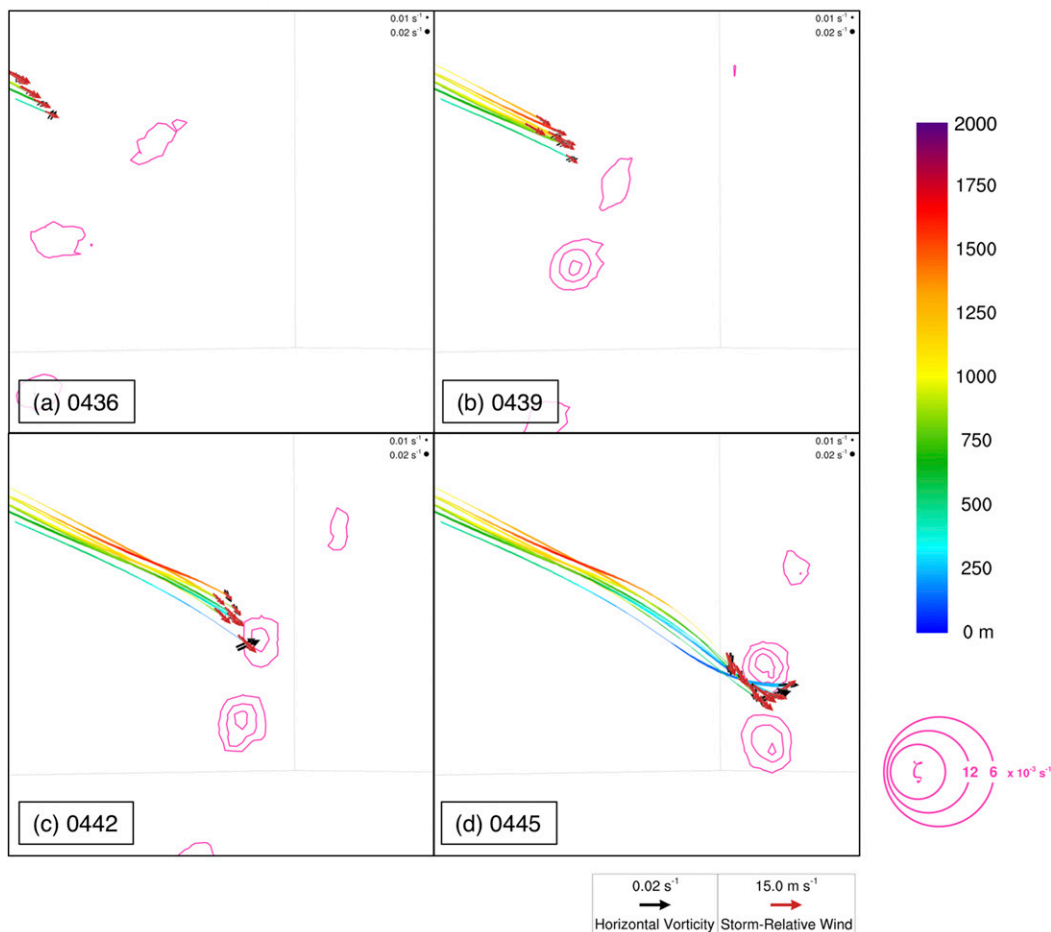 0.01 s⁻¹
0.02 s⁻¹
(a) 0436
0.01 s⁻¹
0.02 s⁻¹
(b) 0439
0.01 s⁻¹
0.02 s⁻¹
(c) 0442
0.01 s⁻¹
0.02 s⁻¹
(d) 0445
2000
1750
1500
1250
1000
750
500
250
0 m
ζ 12 6 x 10⁻³ s⁻¹
0.02 s⁻¹ 15.0 m s⁻¹
Horizontal Vorticity Storm-Relative Wind